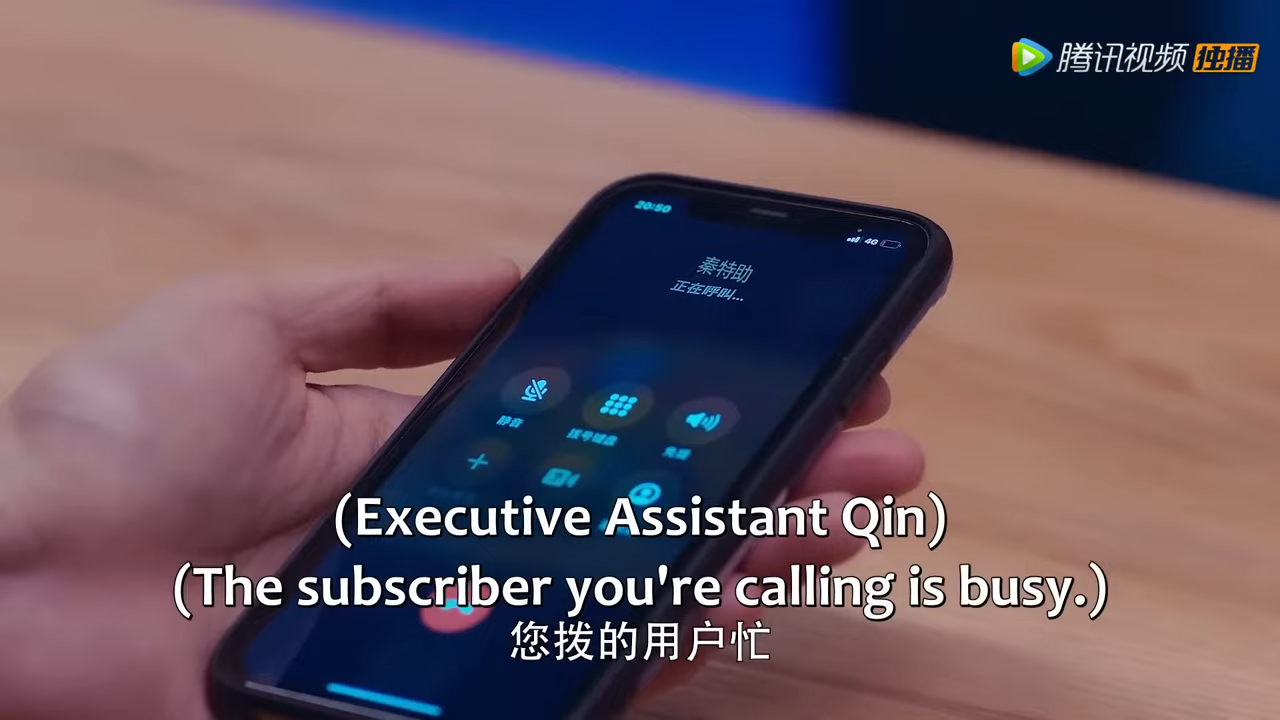 腾讯视频 独播
20:50
4G
秦特助
正在呼叫...
静音
拨号键盘
免提
(Executive Assistant Qin)
(The subscriber you're calling is busy.)
您拨的用户忙